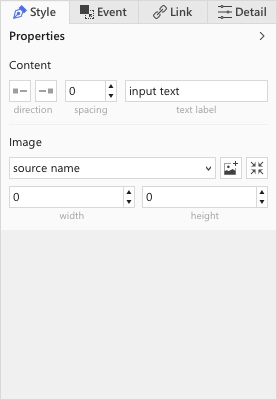 Style Event Link Detail
Properties
Content
0 input text
direction spacing text label
Image
source name
0 0
width height